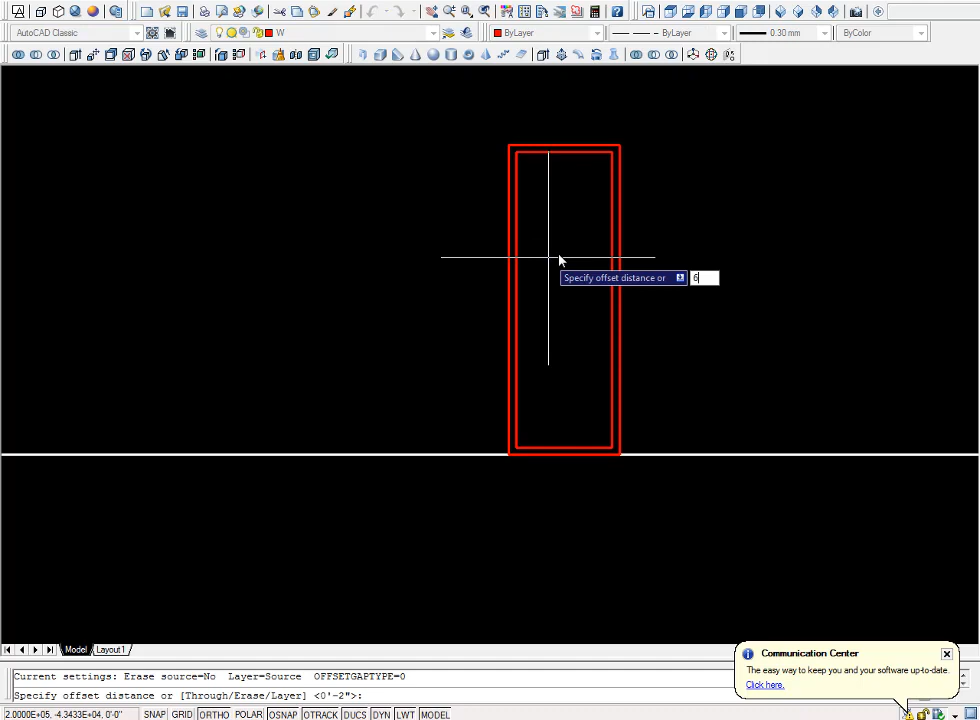 AutoCAD Classic
W
ByLayer
ByLayer
0.30 mm
ByColor
Specify offset distance or
6
Model
Layout1
Communication Center
The easy way to keep you and your software up-to-date.
Click here.
Current settings: Erase source=No  Layer=Source  OFFSETGAPTYPE=0
Specify offset distance or [Through/Erase/Layer] <0'-2">:
2.0000E+05, -4.3433E+04, 0'-0"
SNAP GRID ORTHO POLAR OSNAP OTRACK DUCS DYN LWT MODEL